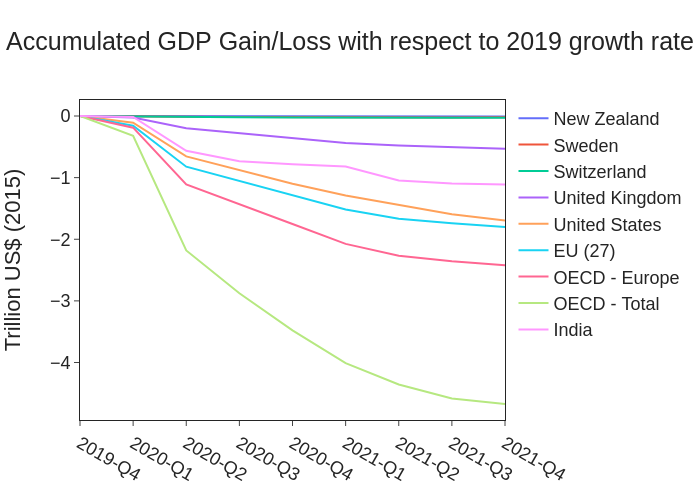 Accumulated GDP Gain/Loss with respect to 2019 growth rate
Trillion US$ (2015)
0
−1
−2
−3
−4
2019-Q4
2020-Q1
2020-Q2
2020-Q3
2020-Q4
2021-Q1
2021-Q2
2021-Q3
2021-Q4
New Zealand
Sweden
Switzerland
United Kingdom
United States
EU (27)
OECD - Europe
OECD - Total
India